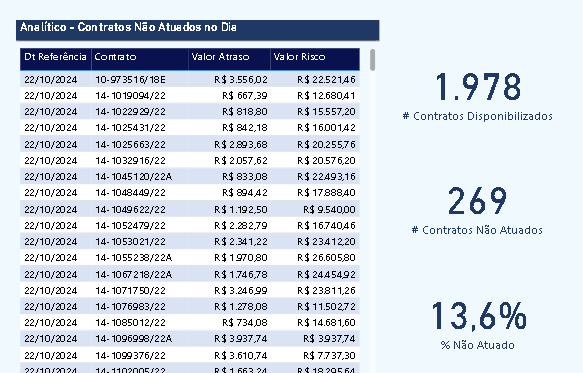 Analítico - Contratos Não Atuados no Dia
Dt Referência Contrato Valor Atraso Valor Risco
22/10/2024 10-973516/18E R$ 3.556,02 R$ 22.521,46
22/10/2024 14-1019094/22 R$ 667,39 R$ 12.680,41
22/10/2024 14-1022929/22 R$ 818,80 R$ 15.557,20
22/10/2024 14-1025431/22 R$ 842,18 R$ 16.001,42
22/10/2024 14-1025663/22 R$ 2.893,68 R$ 20.255,76
22/10/2024 14-1032916/22 R$ 2.057,62 R$ 20.576,20
22/10/2024 14-1045120/22A R$ 833,08 R$ 22.493,16
22/10/2024 14-1048449/22 R$ 894,42 R$ 17.888,40
22/10/2024 14-1049622/22 R$ 1.192,50 R$ 9.540,00
22/10/2024 14-1052479/22 R$ 2.282,79 R$ 16.740,46
22/10/2024 14-1053021/22 R$ 2.341,22 R$ 23.412,20
22/10/2024 14-1055238/22A R$ 1.970,80 R$ 26.605,80
22/10/2024 14-1067218/22A R$ 1.746,78 R$ 24.454,92
22/10/2024 14-1071750/22 R$ 3.246,99 R$ 23.811,26
22/10/2024 14-1076983/22 R$ 1.278,08 R$ 11.502,72
22/10/2024 14-1085012/22 R$ 734,08 R$ 14.681,60
22/10/2024 14-1096998/22A R$ 3.937,74 R$ 3.937,74
22/10/2024 14-1099376/22 R$ 3.610,74 R$ 7.737,30
22/10/2024 14-1102005/22 R$ 1.663,24 R$ 18.295,64
1.978
# Contratos Disponibilizados
269
# Contratos Não Atuados
13,6%
% Não Atuado